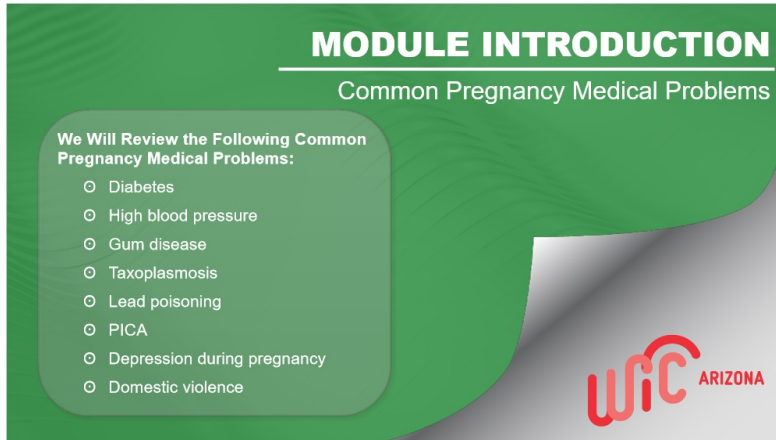 MODULE INTRODUCTION
Common Pregnancy Medical Problems
We Will Review the Following Common
Pregnancy Medical Problems:
Diabetes
High blood pressure
Gum disease
Taxoplasmosis
Lead poisoning
PICA
Depression during pregnancy
Domestic violence
WIC ARIZONA